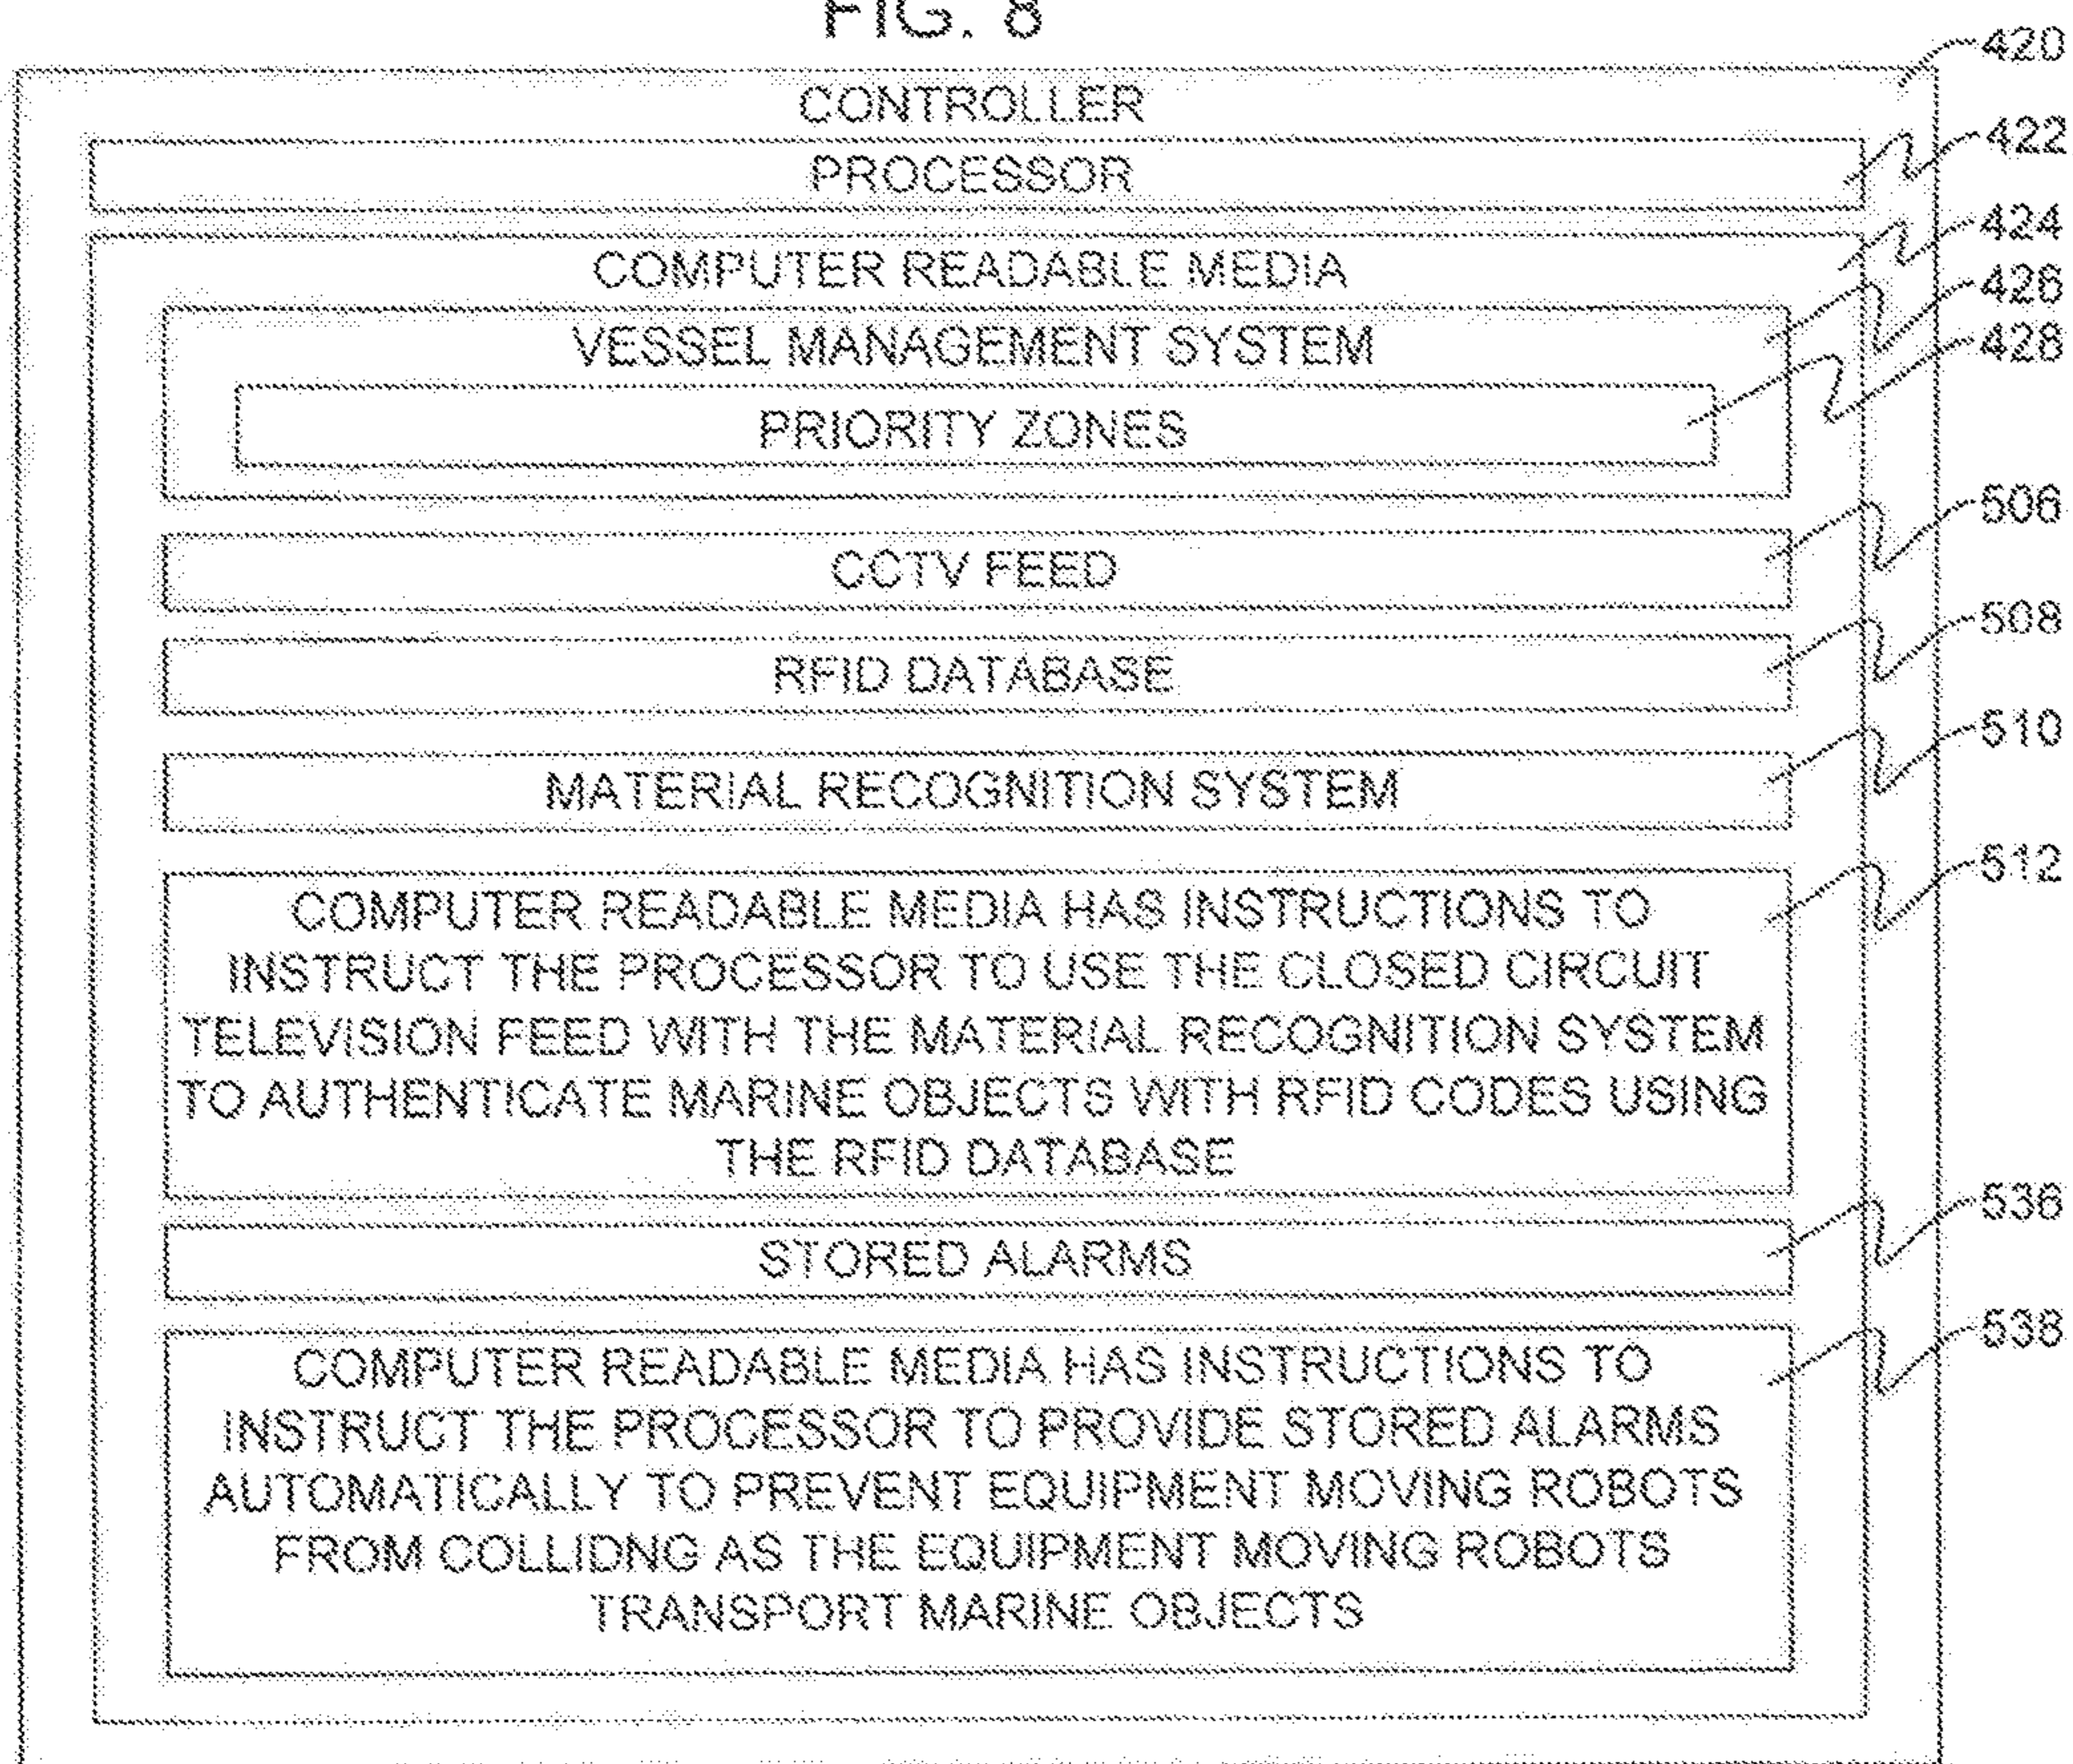 FIG. 8
420
CONTROLLER
422
PROCESSOR
424
COMPUTER READABLE MEDIA
426
VESSEL MANAGEMENT SYSTEM
428
PRIORITY ZONES
506
CCTV FEED
508
RFID DATABASE
510
MATERIAL RECOGNITION SYSTEM
512
COMPUTER READABLE MEDIA HAS INSTRUCTIONS TO
INSTRUCT THE PROCESSOR TO USE THE CLOSED CIRCUIT
TELEVISION FEED WITH THE MATERIAL RECOGNITION SYSTEM
TO AUTHENTICATE MARINE OBJECTS WITH RFID CODES USING
THE RFID DATABASE
536
STORED ALARMS
538
COMPUTER READABLE MEDIA HAS INSTRUCTIONS TO
INSTRUCT THE PROCESSOR TO PROVIDE STORED ALARMS
AUTOMATICALLY TO PREVENT EQUIPMENT MOVING ROBOTS
FROM COLLIDNG AS THE EQUIPMENT MOVING ROBOTS
TRANSPORT MARINE OBJECTS